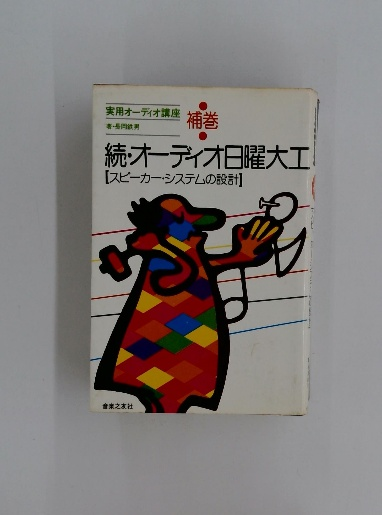 実用オーディオ講座
著・長岡鉄男
補巻
続・オーディオ日曜大工
[スピーカー・システムの設計]
音楽之友社